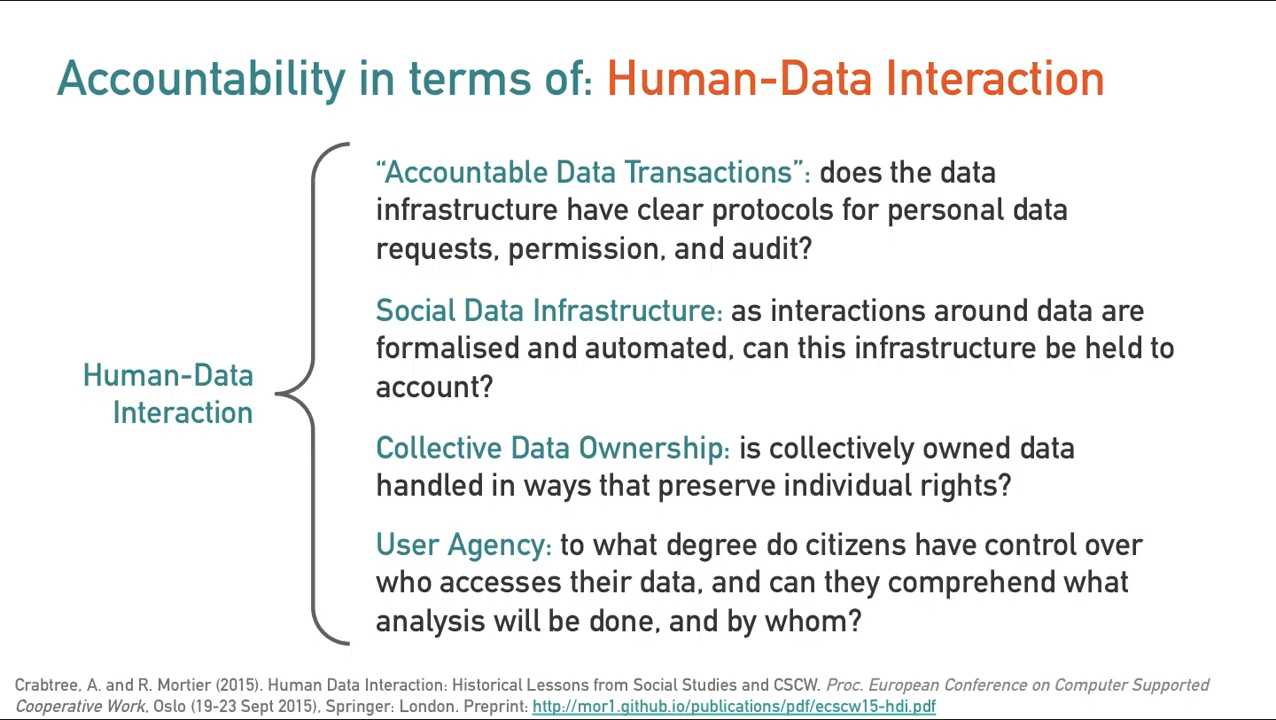 Accountability in terms of: Human-Data Interaction
Human-Data
Interaction
“Accountable Data Transactions”: does the data
infrastructure have clear protocols for personal data
requests, permission, and audit?
Social Data Infrastructure: as interactions around data are
formalised and automated, can this infrastructure be held to
account?
Collective Data Ownership: is collectively owned data
handled in ways that preserve individual rights?
User Agency: to what degree do citizens have control over
who accesses their data, and can they comprehend what
analysis will be done, and by whom?
Crabtree, A. and R. Mortier (2015). Human Data Interaction: Historical Lessons from Social Studies and CSCW. Proc. European Conference on Computer Supported
Cooperative Work, Oslo (19-23 Sept 2015), Springer: London. Preprint: http://mor1.github.io/publications/pdf/ecscw15-hdi.pdf